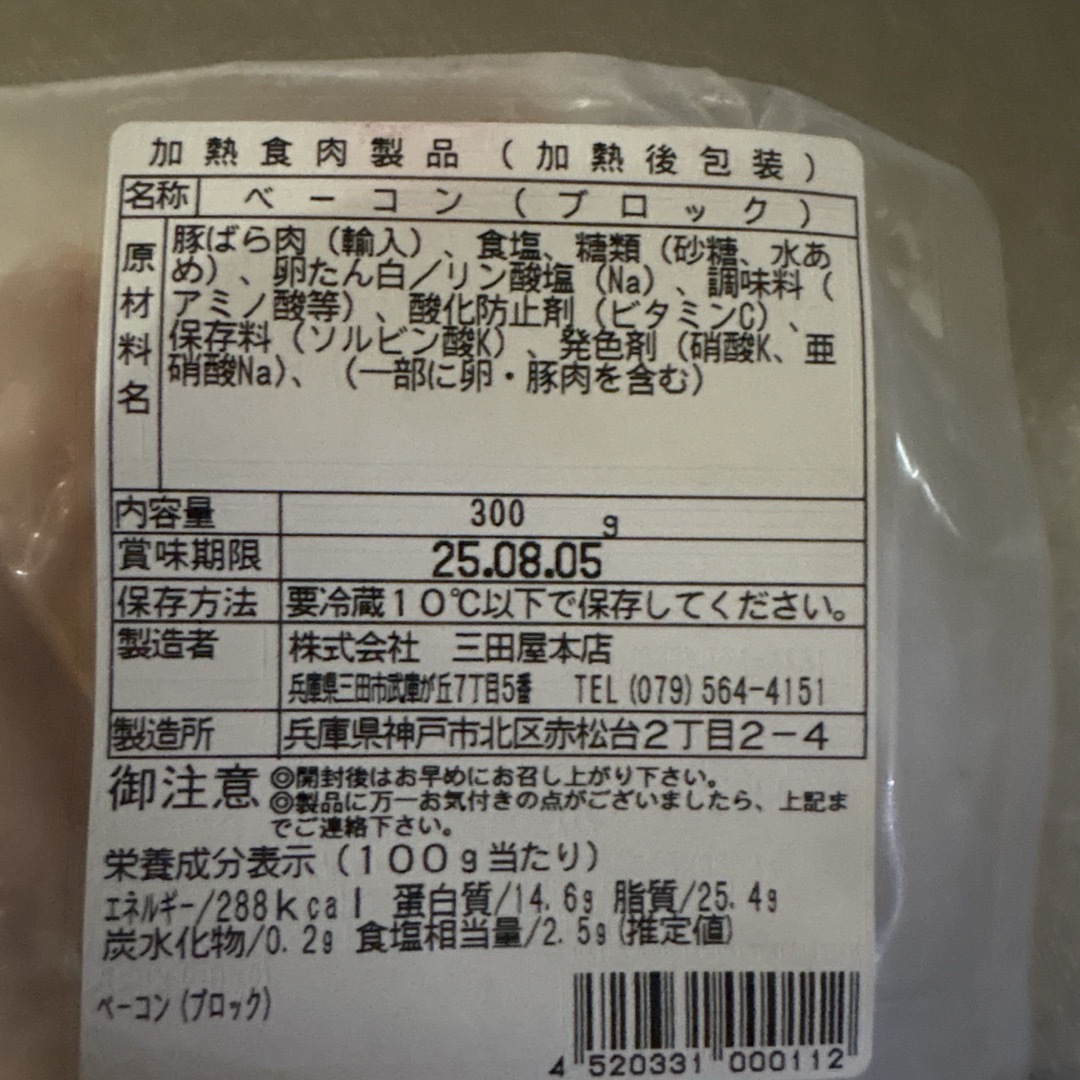 加熱食肉製品(加熱後包装)
名称 ベーコン(ブロック)
原材料名
豚ばら肉(輸入)、食塩、糖類(砂糖、水あ
め)、卵たん白/リン酸塩(Na)、調味料(
アミノ酸等)、酸化防止剤(ビタミンC)、
保存料(ソルビン酸K)、発色剤(硝酸K、亜
硝酸Na)、(一部に卵・豚肉を含む)
内容量 300 g
賞味期限 25.08.05
保存方法 要冷蔵10℃以下で保存してください。
製造者 株式会社 三田屋本店
兵庫県三田市武庫が丘7丁目5番 TEL(079)564-4151
製造所 兵庫県神戸市北区赤松台2丁目2-4
御注意 ◎開封後はお早めにお召し上がり下さい。
◎製品に万一お気付きの点がございましたら、上記ま
でご連絡下さい。
栄養成分表示(100g当たり)
エネルギー/288kcal 蛋白質/14.6g 脂質/25.4g
炭水化物/0.2g 食塩相当量/2.5g(推定値)
ベーコン(ブロック)
4 520331 000112